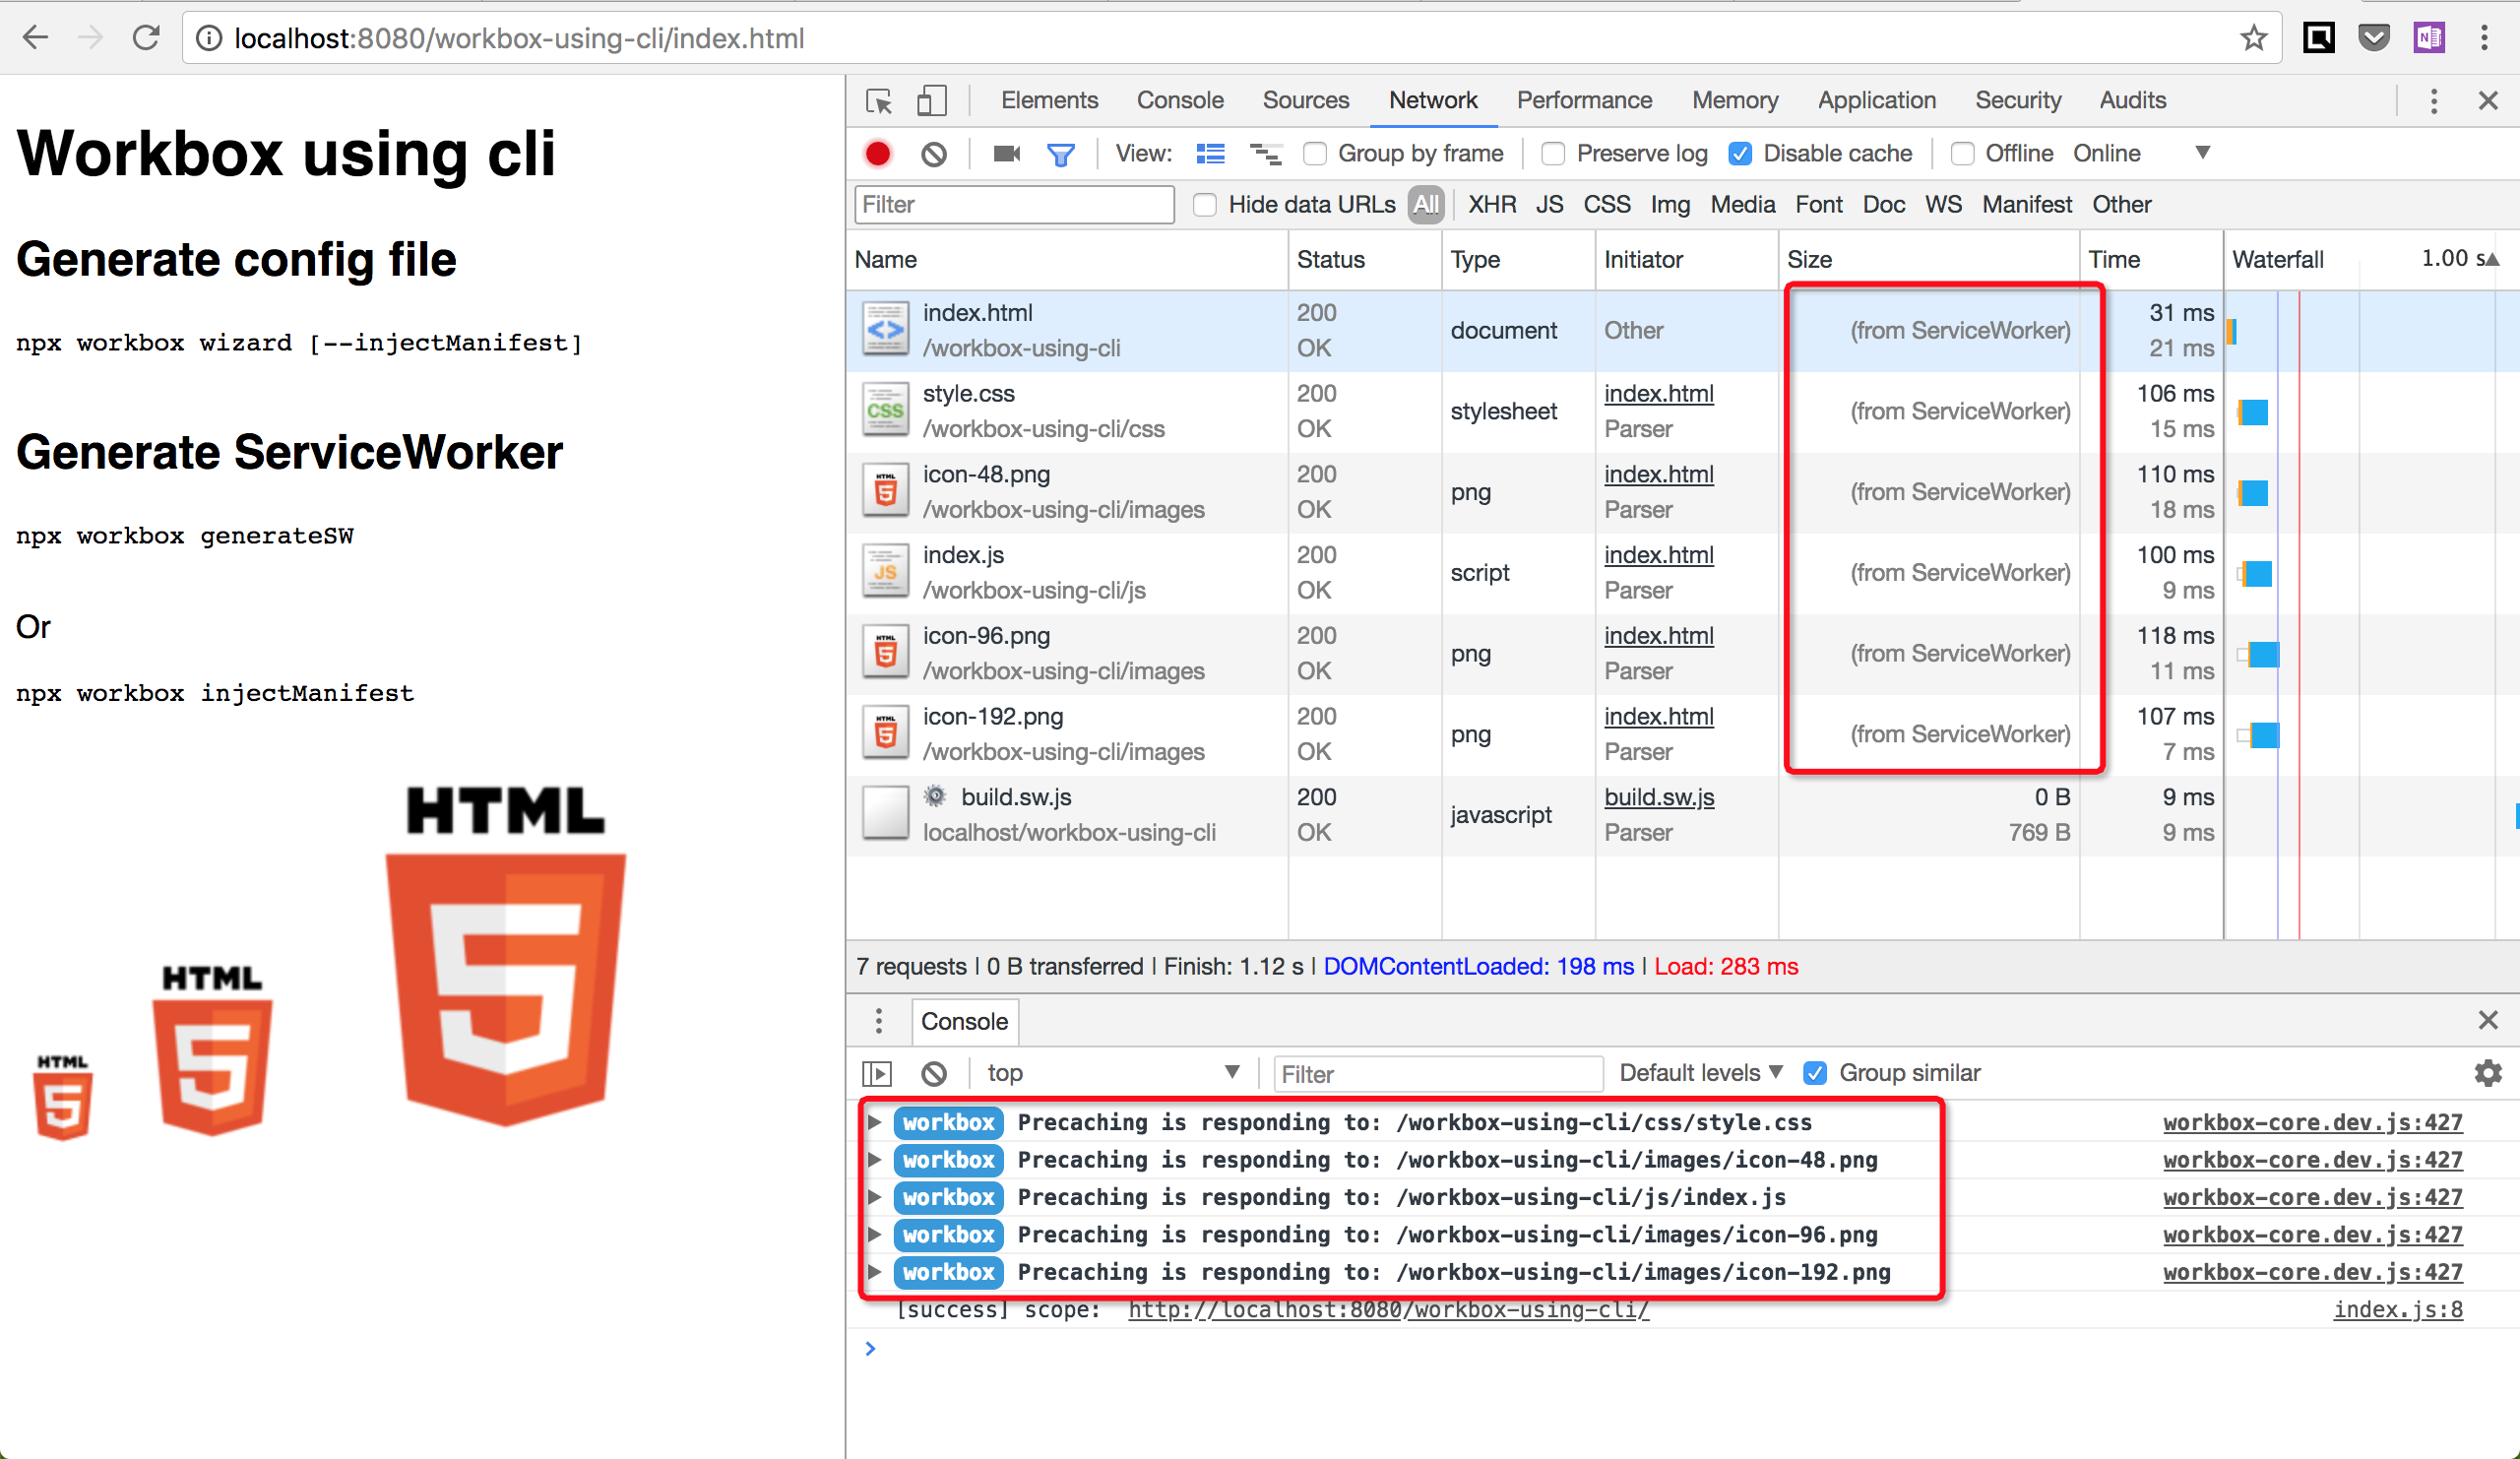 localhost:8080/workbox-using-cli/index.html
Workbox using cli
Generate config file
npx workbox wizard [--injectManifest]
Generate ServiceWorker
npx workbox generateSW
Or
npx workbox injectManifest
HTML
5
HTML
5
HTML
5
Elements Console Sources Network Performance Memory Application Security Audits
View: Group by frame Preserve log Disable cache Offline Online
Filter Hide data URLs All XHR JS CSS Img Media Font Doc WS Manifest Other
Name Status Type Initiator Size Time Waterfall 1.00 s
index.html 200 document Other (from ServiceWorker) 31 ms
/workbox-using-cli OK 21 ms
style.css 200 stylesheet index.html (from ServiceWorker) 106 ms
/workbox-using-cli/css OK Parser 15 ms
icon-48.png 200 png index.html (from ServiceWorker) 110 ms
/workbox-using-cli/images OK Parser 18 ms
index.js 200 script index.html (from ServiceWorker) 100 ms
/workbox-using-cli/js OK Parser 9 ms
icon-96.png 200 png index.html (from ServiceWorker) 118 ms
/workbox-using-cli/images OK Parser 11 ms
icon-192.png 200 png index.html (from ServiceWorker) 107 ms
/workbox-using-cli/images OK Parser 7 ms
build.sw.js 200 javascript build.sw.js 0 B 9 ms
localhost/workbox-using-cli OK Parser 769 B 9 ms
7 requests | 0 B transferred | Finish: 1.12 s | DOMContentLoaded: 198 ms | Load: 283 ms
Console
top Filter Default levels Group similar
workbox Precaching is responding to: /workbox-using-cli/css/style.css workbox-core.dev.js:427
workbox Precaching is responding to: /workbox-using-cli/images/icon-48.png workbox-core.dev.js:427
workbox Precaching is responding to: /workbox-using-cli/js/index.js workbox-core.dev.js:427
workbox Precaching is responding to: /workbox-using-cli/images/icon-96.png workbox-core.dev.js:427
workbox Precaching is responding to: /workbox-using-cli/images/icon-192.png workbox-core.dev.js:427
[success] scope: http://localhost:8080/workbox-using-cli/ index.js:8